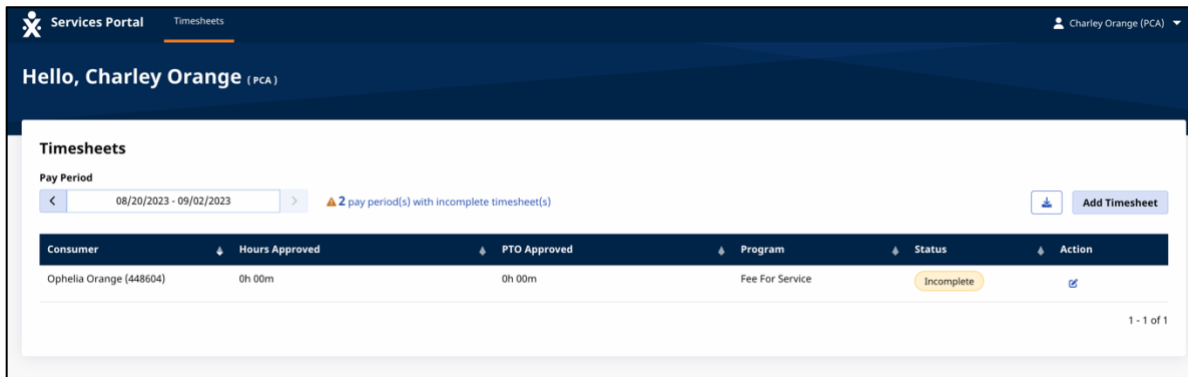 Services Portal Timesheets Charley Orange (PCA)
Hello, Charley Orange (PCA)
Timesheets
Pay Period
08/20/2023 - 09/02/2023 2 pay period(s) with incomplete timesheet(s) Add Timesheet
Consumer Hours Approved PTO Approved Program Status Action
Ophelia Orange (448604) 0h 00m 0h 00m Fee For Service Incomplete
1 - 1 of 1